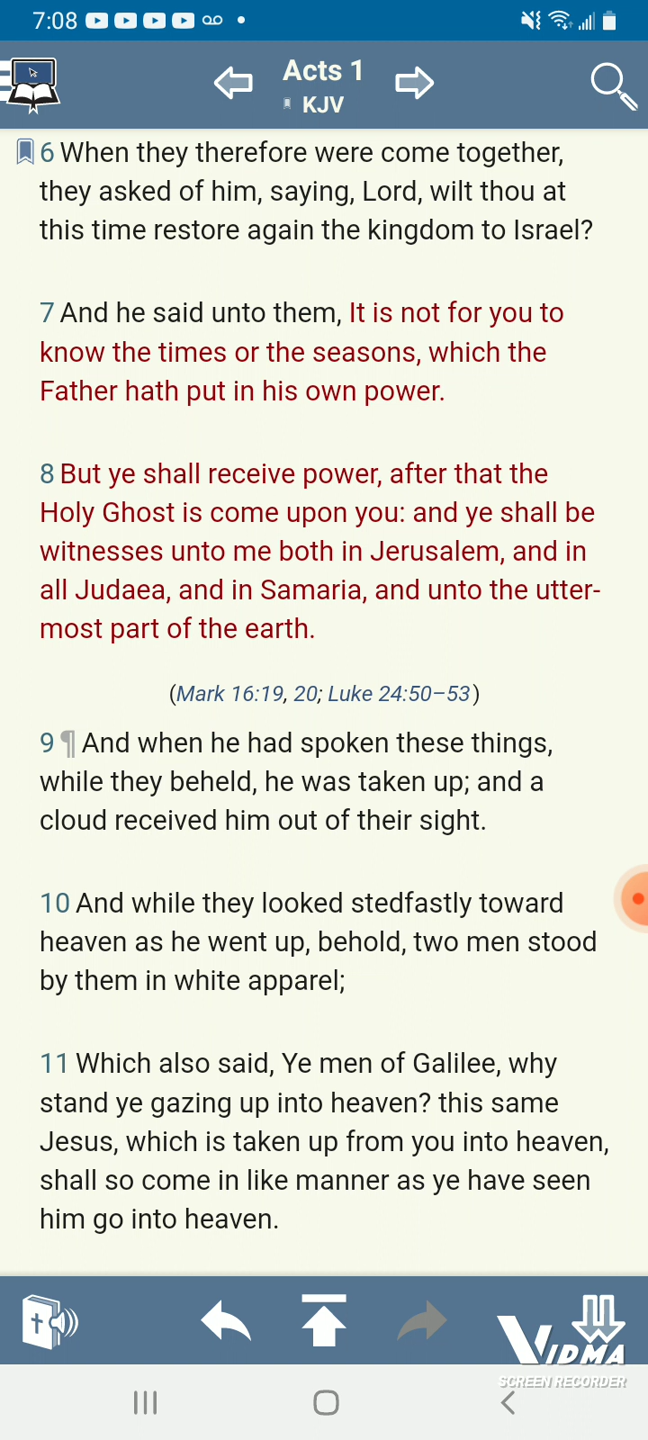 7:08
Acts 1
KJV
6 When they therefore were come together,
they asked of him, saying, Lord, wilt thou at
this time restore again the kingdom to Israel?
7 And he said unto them, It is not for you to
know the times or the seasons, which the
Father hath put in his own power.
8 But ye shall receive power, after that the
Holy Ghost is come upon you: and ye shall be
witnesses unto me both in Jerusalem, and in
all Judaea, and in Samaria, and unto the utter-
most part of the earth.
(Mark 16:19, 20; Luke 24:50–53)
9 ¶ And when he had spoken these things,
while they beheld, he was taken up; and a
cloud received him out of their sight.
10 And while they looked stedfastly toward
heaven as he went up, behold, two men stood
by them in white apparel;
11 Which also said, Ye men of Galilee, why
stand ye gazing up into heaven? this same
Jesus, which is taken up from you into heaven,
shall so come in like manner as ye have seen
him go into heaven.
VIDMA
SCREEN RECORDER